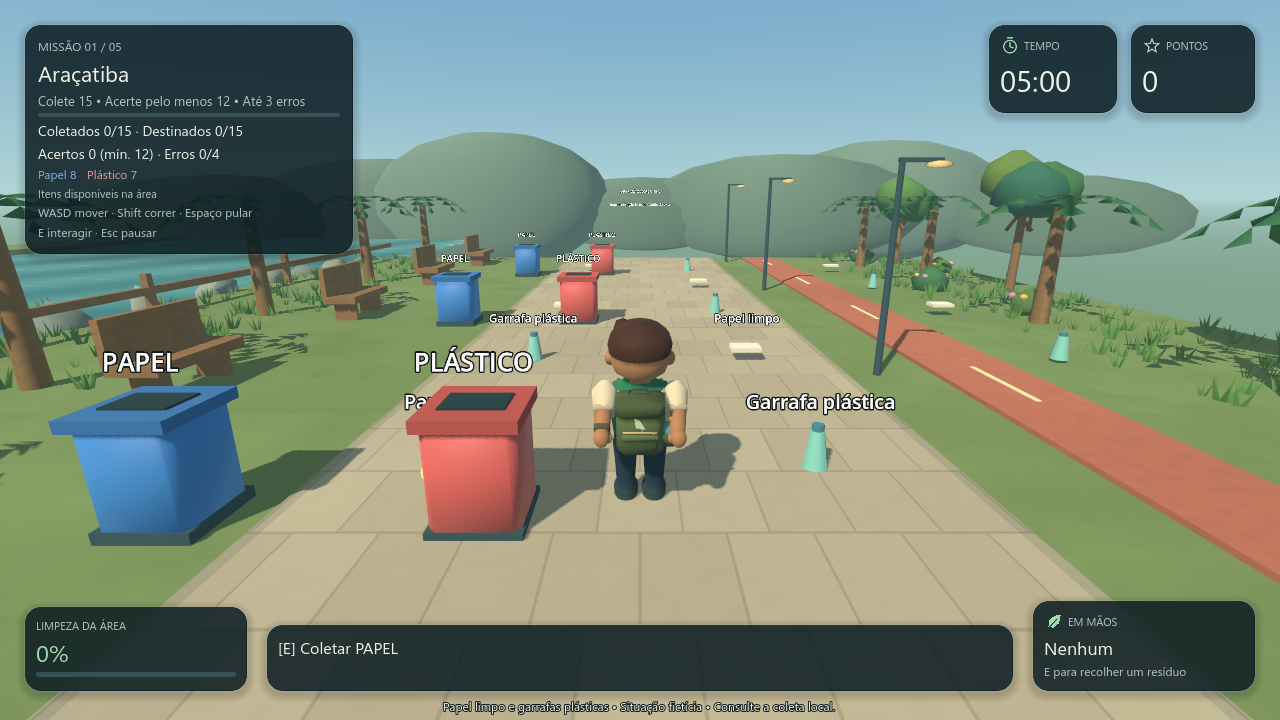 MISSÃO 01 / 05
Araçatiba
Colete 15 • Acerte pelo menos 12 • Até 3 erros
Coletados 0/15 · Destinados 0/15
Acertos 0 (mín. 12) · Erros 0/4
Papel 8 Plástico 7
Itens disponíveis na área
WASD mover · Shift correr · Espaço pular
E interagir · Esc pausar
TEMPO
05:00
PONTOS
0
PAPEL
PLÁSTICO
PAPEL
PLÁSTICO
Garrafa plástica
Papel limpo
PAPEL
PLÁSTICO
Garrafa plástica
LIMPEZA DA ÁREA
0%
[E] Coletar PAPEL
EM MÃOS
Nenhum
E para recolher um resíduo
Papel limpo e garrafas plásticas • Situação fictícia • Consulte a coleta local.